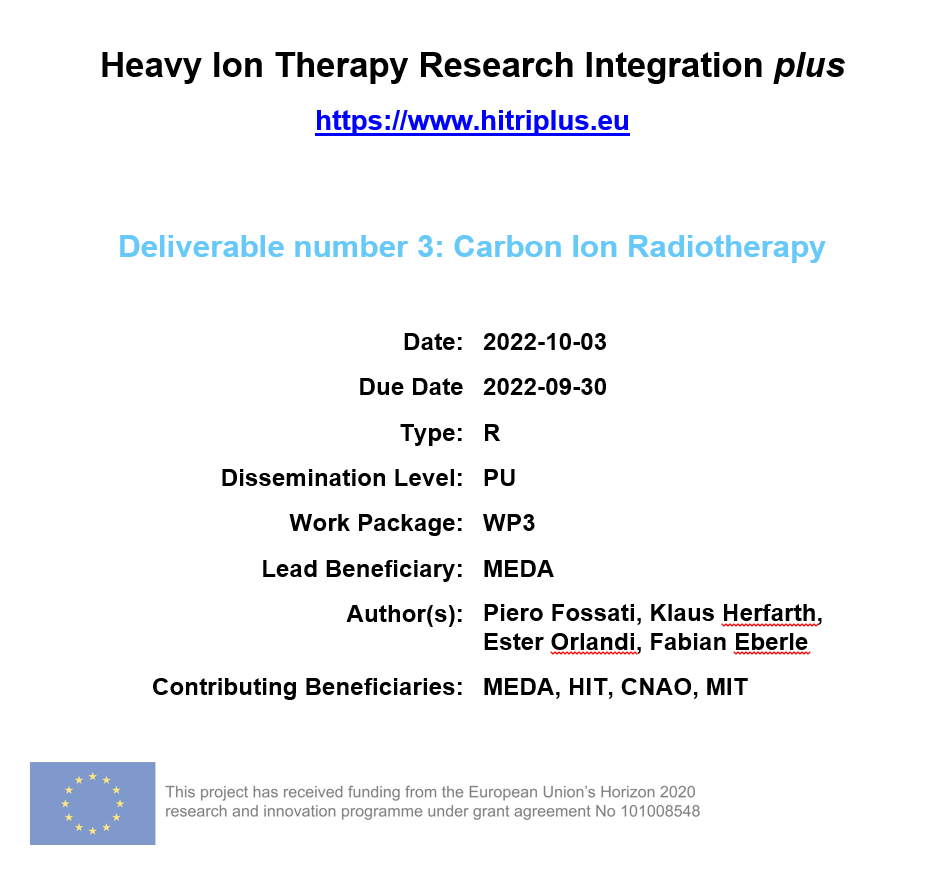 Heavy Ion Therapy Research Integration plus
https://www.hitriplus.eu
Deliverable number 3: Carbon Ion Radiotherapy
Date: 2022-10-03
Due Date 2022-09-30
Type: R
Dissemination Level: PU
Work Package: WP3
Lead Beneficiary: MEDA
Author(s): Piero Fossati, Klaus Herfarth,
Ester Orlandi, Fabian Eberle
Contributing Beneficiaries: MEDA, HIT, CNAO, MIT
This project has received funding from the European Union’s Horizon 2020
research and innovation programme under grant agreement No 101008548